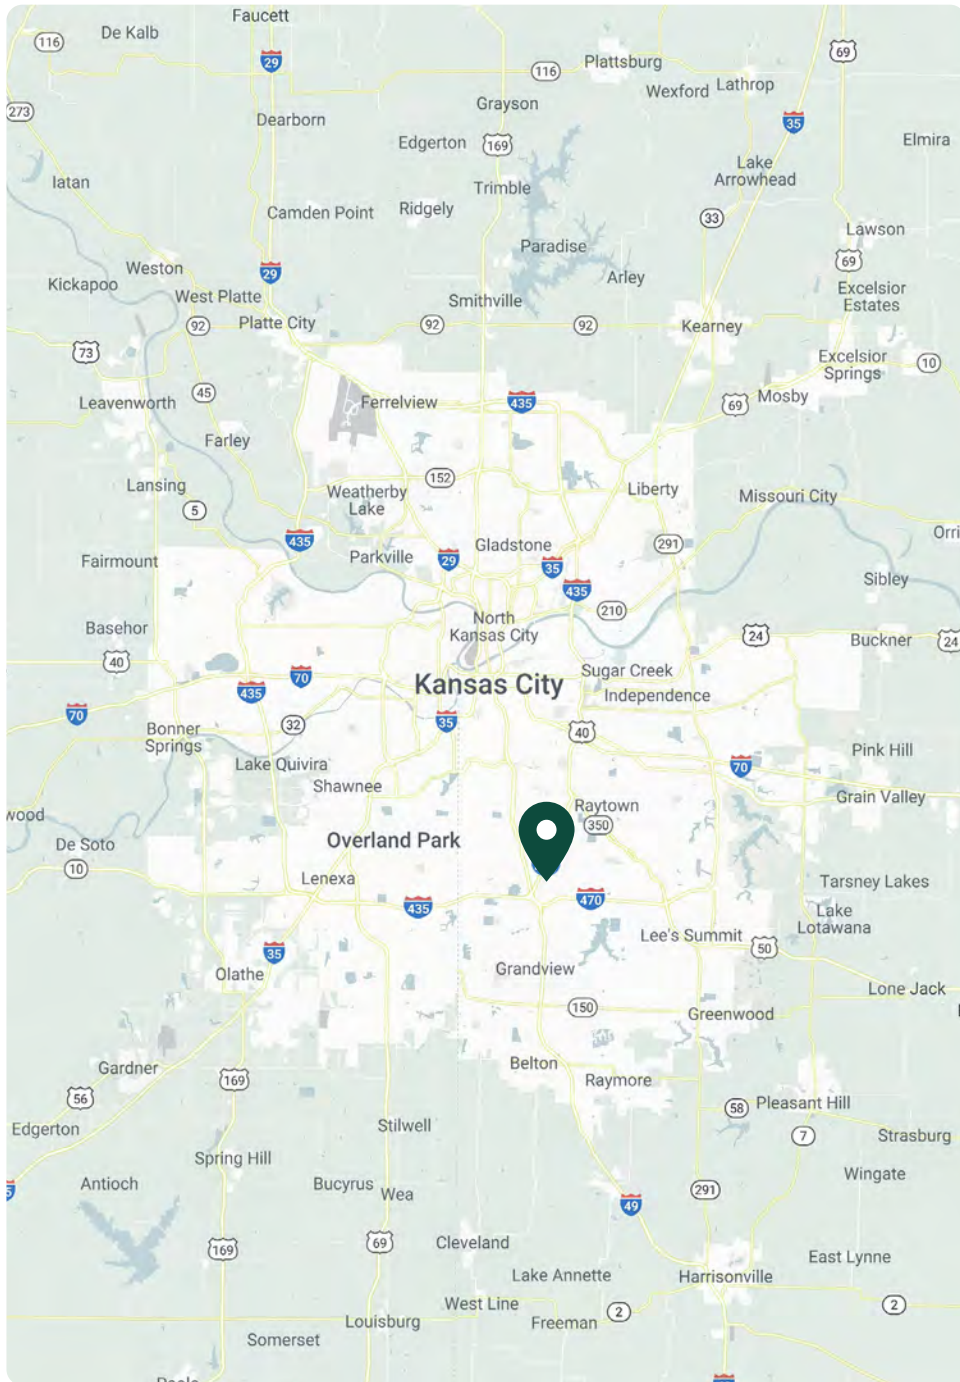 Faucett
De Kalb
116
29
69
Plattsburg
116
Lathrop
Wexford
Grayson
273
Dearborn
35
Edgerton
169
Elmira
Lake
Arrowhead
Iatan
Trimble
Camden Point
Ridgely
33
Lawson
Paradise
69
Weston
29
Arley
Kickapoo
West Platte
Smithville
Excelsior
Estates
92
Platte City
92
92
Kearney
73
Excelsior
Springs
10
45
Mosby
Leavenworth
Ferrelview
435
69
Farley
152
Lansing
Weatherby
Lake
Liberty
Missouri City
5
435
291
Orri
Gladstone
Fairmount
Parkville
29
35
435
Sibley
210
Basehor
North
Kansas City
24
Buckner
24
40
Sugar Creek
70
Kansas City
435
Independence
70
35
32
40
Bonner
Springs
Pink Hill
Lake Quivira
70
Shawnee
Grain Valley
Raytown
wood
350
De Soto
Overland Park
10
Lenexa
Tarsney Lakes
435
470
Lake
Lotawana
Lee's Summit
50
35
Olathe
Grandview
Lone Jack
150
Greenwood
Belton
Gardner
169
Raymore
56
58
Pleasant Hill
Edgerton
Stilwell
7
Strasburg
Spring Hill
Wingate
Antioch
Bucyrus
Wea
291
49
169
69
Cleveland
East Lynne
Lake Annette
Harrisonville
West Line
2
2
Louisburg
Freeman
Somerset